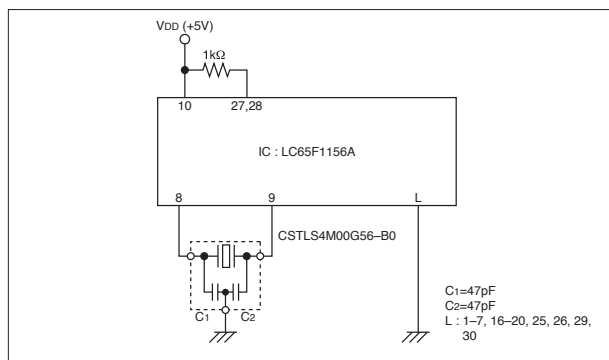 VDD (+5V)
1kΩ
10
27,28
IC : LC65F1156A
8
9
L
CSTLS4M00G56–B0
C1
C2
C1=47pF
C2=47pF
L : 1–7, 16–20, 25, 26, 29,
30